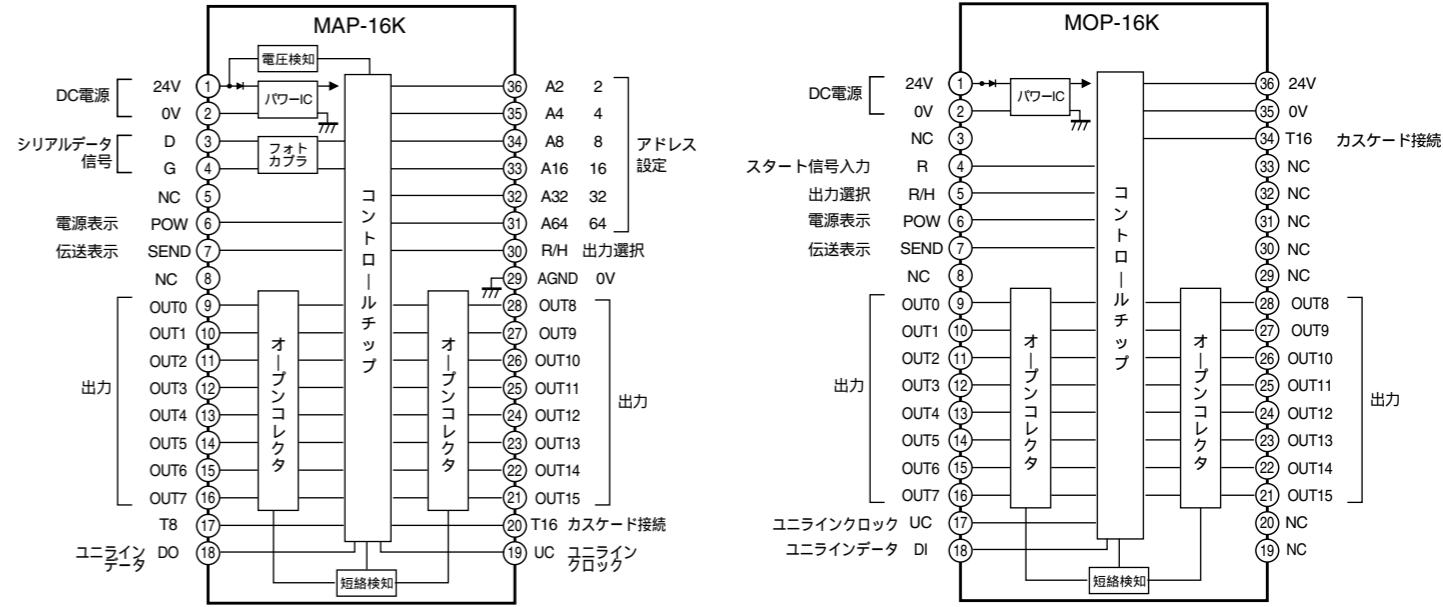 MAP-16K
電圧検知
DC電源
24V 1
0V 2
パワーIC
シリアルデータ
信号
D 3
G 4
フォト
カプラ
NC 5
電源表示 POW 6
伝送表示 SEND 7
NC 8
出力
OUT0 9
OUT1 10
OUT2 11
OUT3 12
OUT4 13
OUT5 14
OUT6 15
OUT7 16
T8 17
ユニライン
データ
DO 18
オープンコレクタ
コントロールチップ
オープンコレクタ
短絡検知
36 A2 2
35 A4 4
34 A8 8
33 A16 16
32 A32 32
31 A64 64
アドレス
設定
30 R/H 出力選択
29 AGND 0V
28 OUT8
27 OUT9
26 OUT10
25 OUT11
24 OUT12
23 OUT13
22 OUT14
21 OUT15
出力
20 T16 カスケード接続
19 UC ユニライン
クロック
MOP-16K
DC電源
24V 1
0V 2
パワーIC
NC 3
スタート信号入力 R 4
出力選択 R/H 5
電源表示 POW 6
伝送表示 SEND 7
NC 8
出力
OUT0 9
OUT1 10
OUT2 11
OUT3 12
OUT4 13
OUT5 14
OUT6 15
OUT7 16
ユニラインクロック UC 17
ユニラインデータ DI 18
オープンコレクタ
コントロールチップ
オープンコレクタ
短絡検知
36 24V
35 0V
34 T16 カスケード接続
33 NC
32 NC
31 NC
30 NC
29 NC
28 OUT8
27 OUT9
26 OUT10
25 OUT11
24 OUT12
23 OUT13
22 OUT14
21 OUT15
出力
20 NC
19 NC